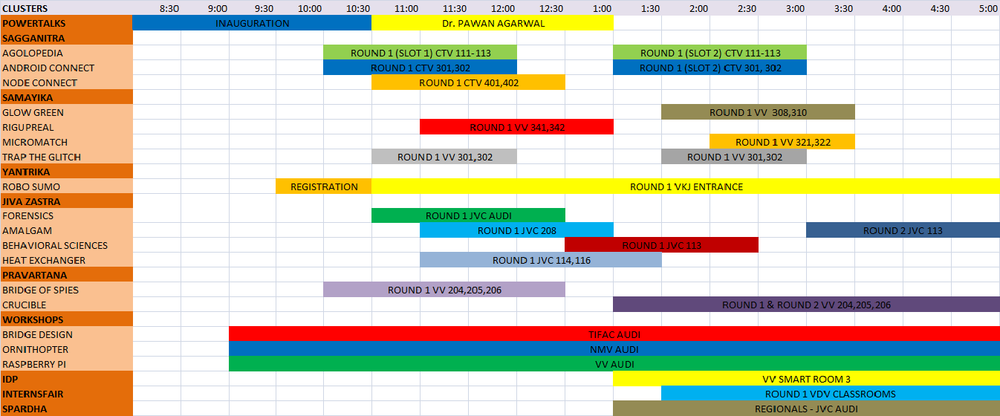 CLUSTERS 8:30 9:00 9:30 10:00 10:30 11:00 11:30 12:00 12:30 1:00 1:30 2:00 2:30 3:00 3:30 4:00 4:30 5:00
POWERTALKS INAUGURATION Dr. PAWAN AGARWAL
SAGGANITRA
AGOLOPEDIA ROUND 1 (SLOT 1) CTV 111-113 ROUND 1 (SLOT 2) CTV 111-113
ANDROID CONNECT ROUND 1 CTV 301,302 ROUND 1 (SLOT 2) CTV 301, 302
NODE CONNECT ROUND 1 CTV 401,402
SAMAYIKA
GLOW GREEN ROUND 1 VV 308,310
RIGUPREAL ROUND 1 VV 341,342
MICROMATCH ROUND 1 VV 321,322
TRAP THE GLITCH ROUND 1 VV 301,302 ROUND 1 VV 301,302
YANTRIKA
ROBO SUMO REGISTRATION ROUND 1 VKJ ENTRANCE
JIVA ZASTRA
FORENSICS ROUND 1 JVC AUDI
AMALGAM ROUND 1 JVC 208 ROUND 2 JVC 113
BEHAVIORAL SCIENCES ROUND 1 JVC 113
HEAT EXCHANGER ROUND 1 JVC 114,116
PRAVARTANA
BRIDGE OF SPIES ROUND 1 VV 204,205,206
CRUCIBLE ROUND 1 & ROUND 2 VV 204,205,206
WORKSHOPS
BRIDGE DESIGN TIFAC AUDI
ORNITHOPTER NMV AUDI
RASPBERRY PI VV AUDI
IDP VV SMART ROOM 3
INTERNSFAIR ROUND 1 VDV CLASSROOMS
SPARDHA REGIONALS - JVC AUDI